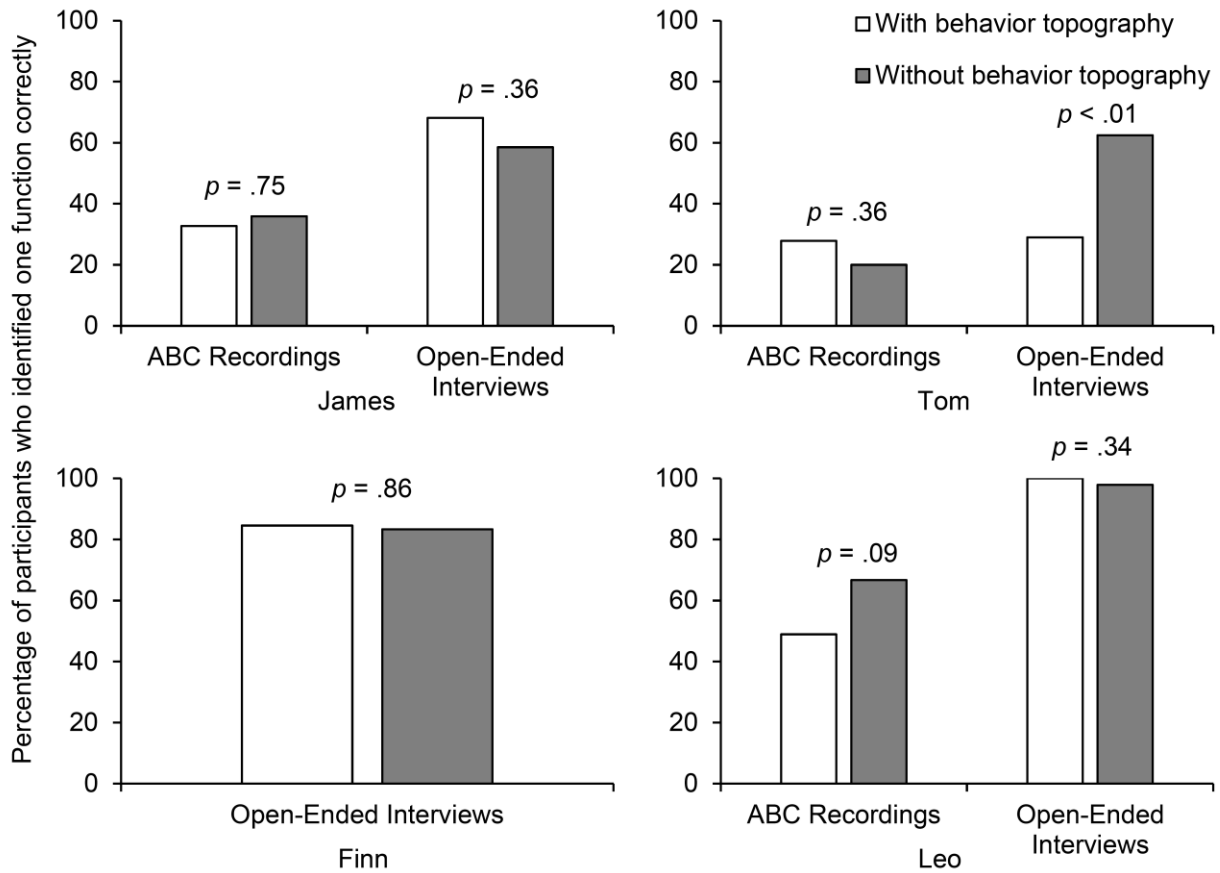 Percentage of participants who identified one function correctly
100
80
60
40
20
0
p = .75
p = .36
ABC Recordings
Open-Ended
Interviews
James
100
80
60
40
20
0
With behavior topography
Without behavior topography
p = .36
p < .01
ABC Recordings
Open-Ended
Interviews
Tom
100
80
60
40
20
0
p = .86
Open-Ended Interviews
Finn
100
80
60
40
20
0
p = .09
p = .34
ABC Recordings
Open-Ended
Interviews
Leo